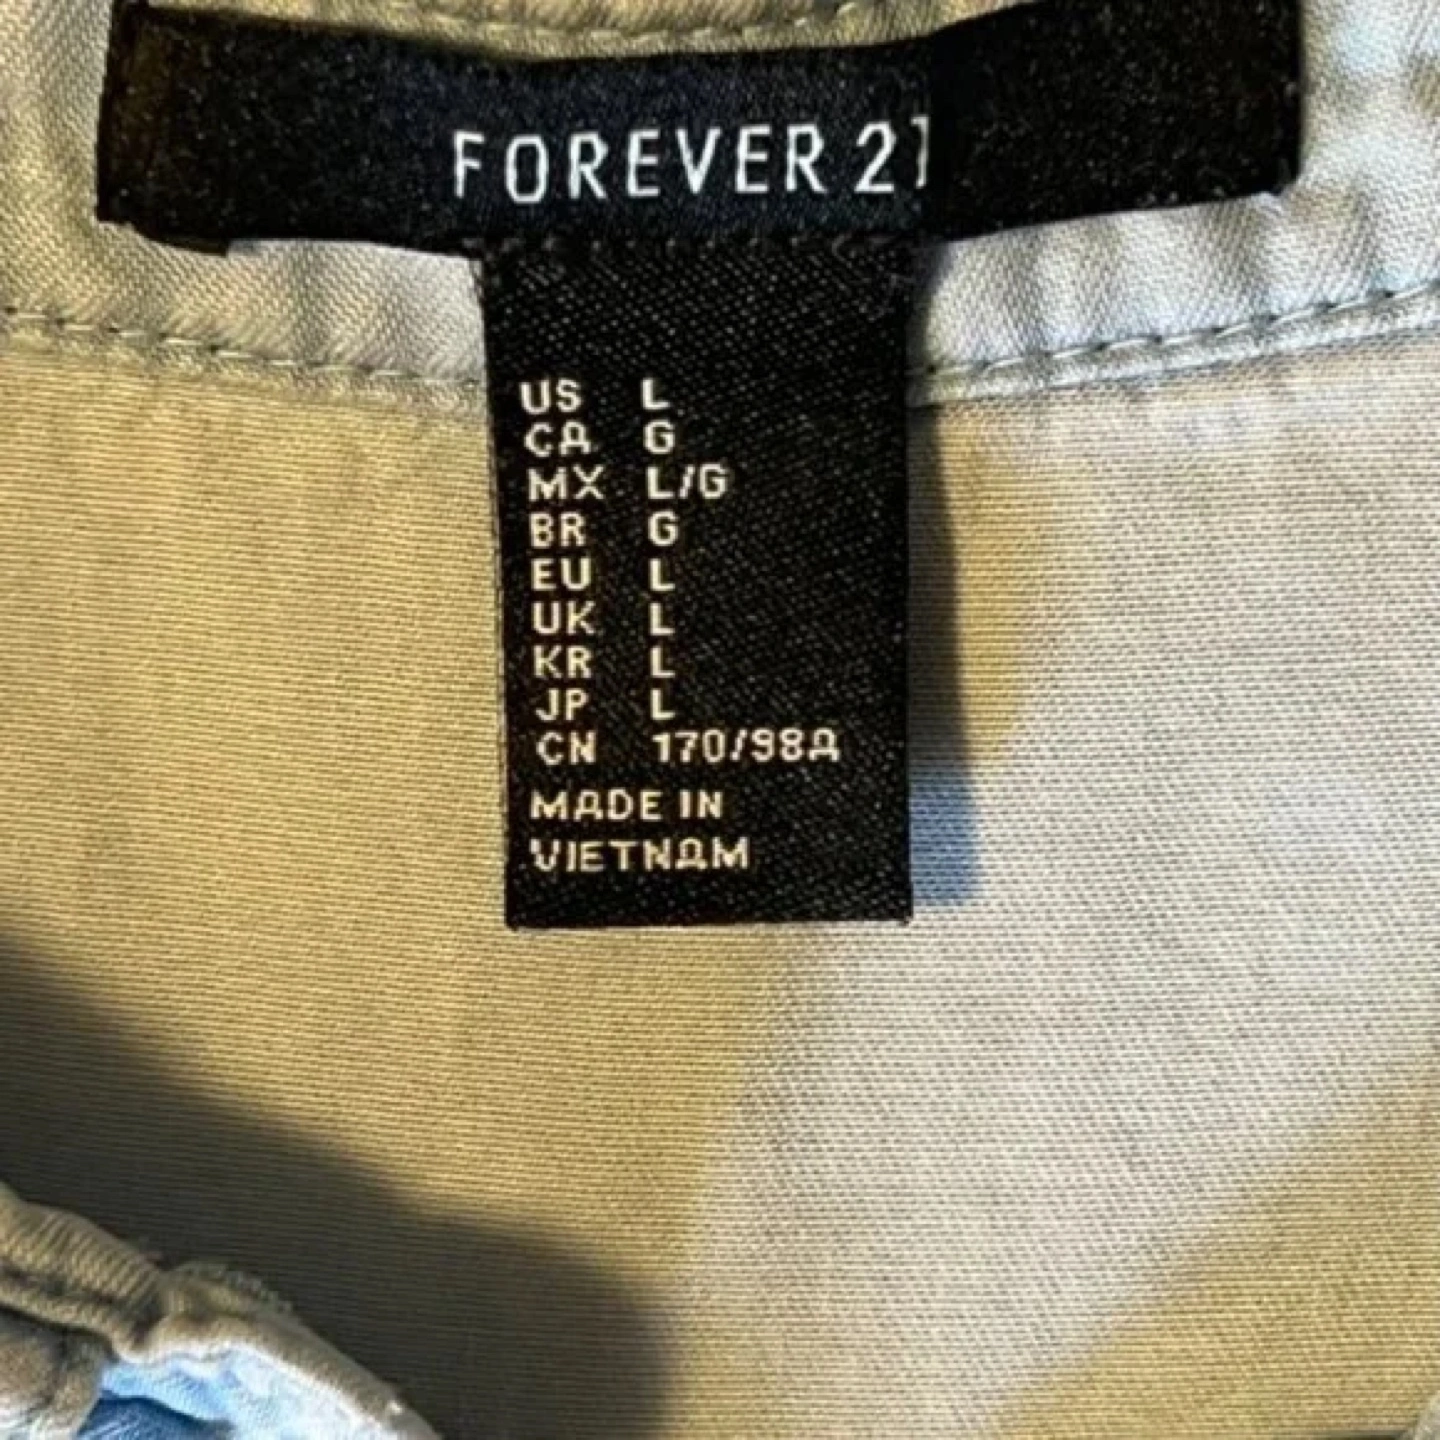 FOREVER 21
US L
CA G
MX L/G
BR G
EU L
UK L
KR L
JP L
CN 170/98A
MADE IN
VIETNAM